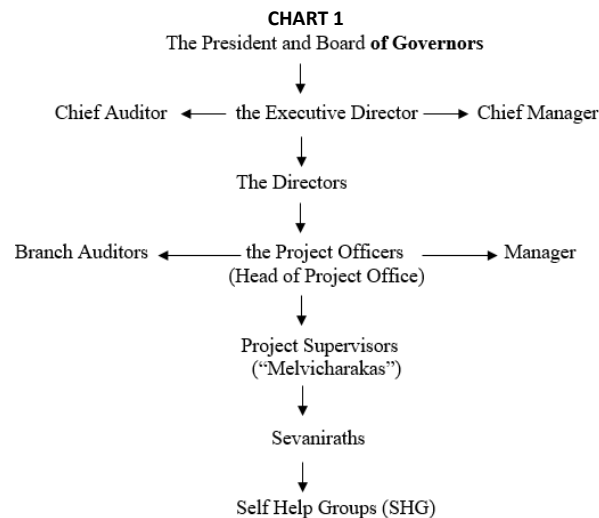 CHART 1
The President and Board of Governors
Chief Auditor the Executive Director Chief Manager
The Directors
Branch Auditors the Project Officers Manager
(Head of Project Office)
Project Supervisors
(“Melvicharakas”)
Sevaniraths
Self Help Groups (SHG)